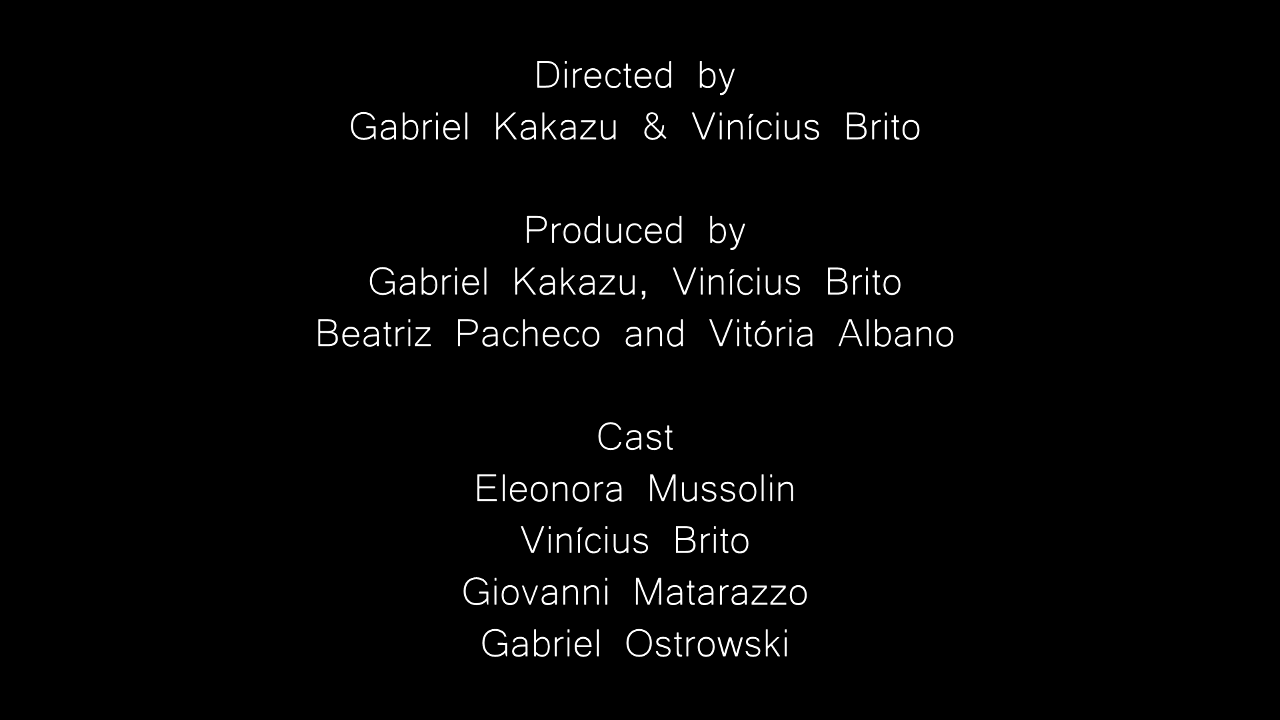 Directed by
Gabriel Kakazu & Vinícius Brito
Produced by
Gabriel Kakazu, Vinícius Brito
Beatriz Pacheco and Vitória Albano
Cast
Eleonora Mussolin
Vinícius Brito
Giovanni Matarazzo
Gabriel Ostrowski